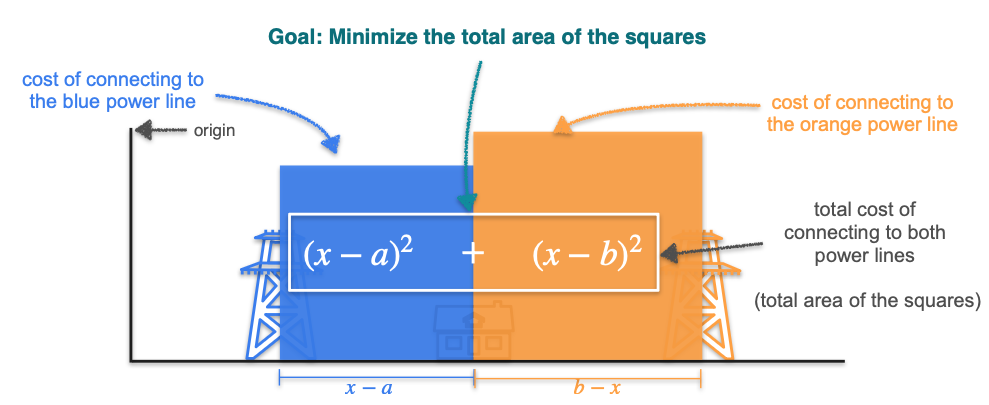 Goal: Minimize the total area of the squares
cost of connecting to
the blue power line
cost of connecting to
the orange power line
origin
(x − a)² + (x − b)²
total cost of
connecting to both
power lines
(total area of the squares)
x − a
b − x